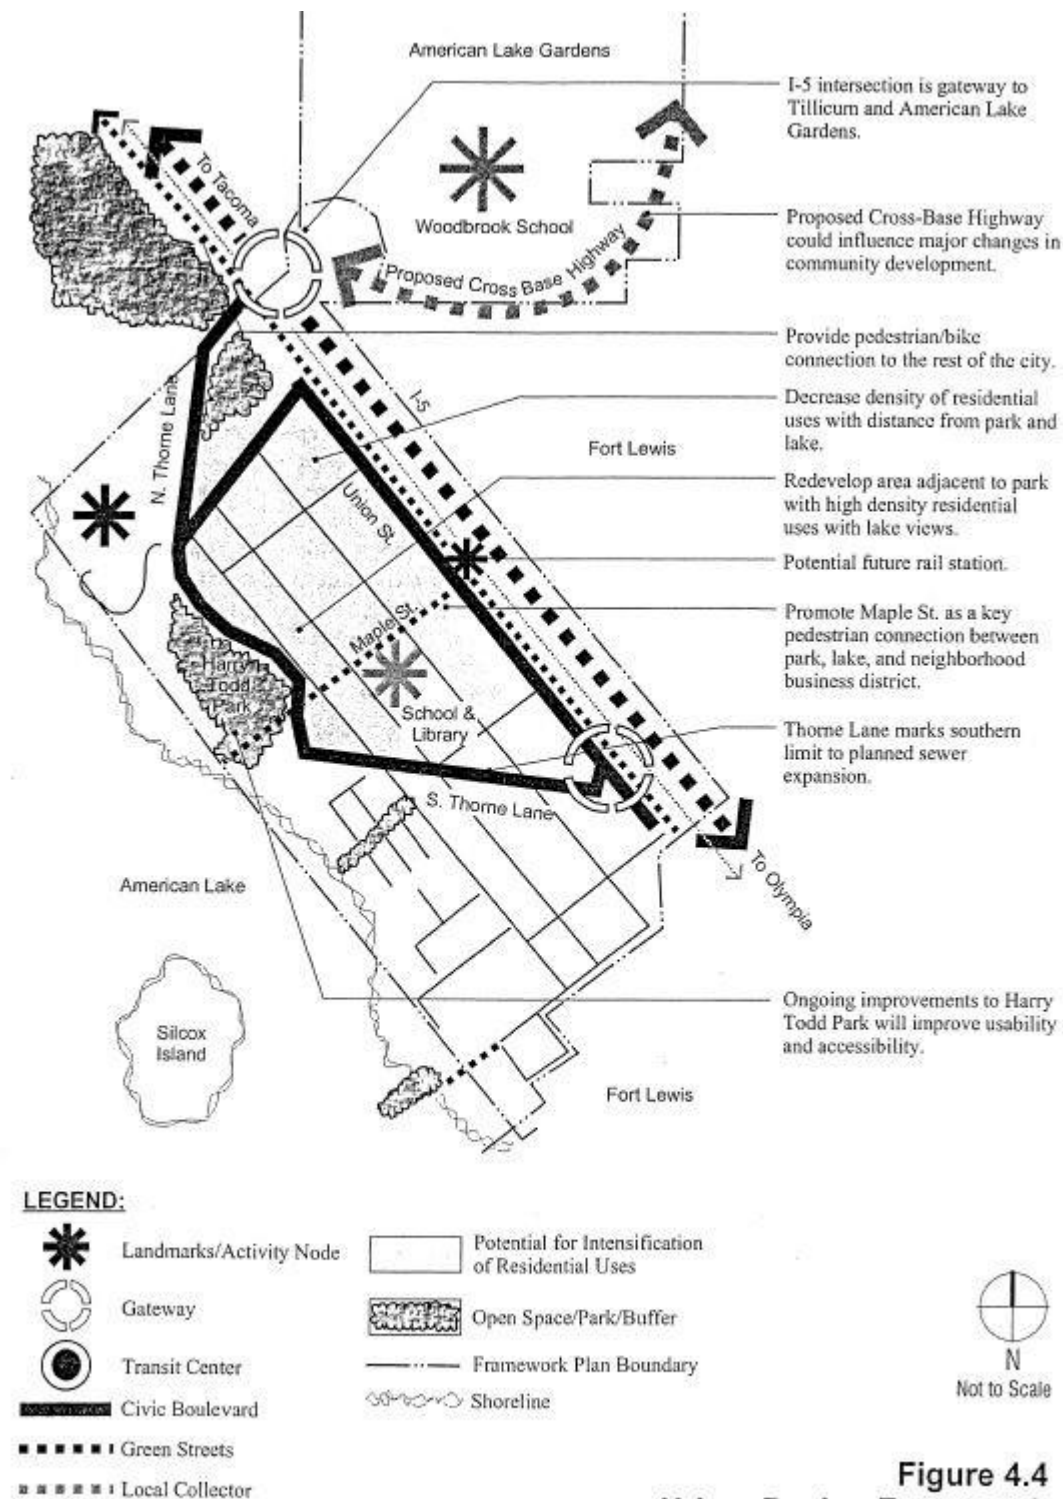 American Lake Gardens
I-5 intersection is gateway to
Tillicum and American Lake
Gardens.
To Tacoma
Woodbrook School
Proposed Cross Base Highway
Proposed Cross-Base Highway
could influence major changes in
community development.
Provide pedestrian/bike
connection to the rest of the city.
N. Thorne Lane
I-5
Decrease density of residential
uses with distance from park and
lake.
Fort Lewis
Union St.
Redevelop area adjacent to park
with high density residential
uses with lake views.
Potential future rail station.
Maple St.
Promote Maple St. as a key
pedestrian connection between
park, lake, and neighborhood
business district.
Harry
Todd
Park
School &
Library
Thorne Lane marks southern
limit to planned sewer
expansion.
S. Thorne Lane
To Olympia
American Lake
Silcox
Island
Ongoing improvements to Harry
Todd Park will improve usability
and accessibility.
Fort Lewis
LEGEND:
Landmarks/Activity Node
Gateway
Transit Center
Civic Boulevard
Green Streets
Local Collector
Potential for Intensification
of Residential Uses
Open Space/Park/Buffer
Framework Plan Boundary
Shoreline
N
Not to Scale
Figure 4.4